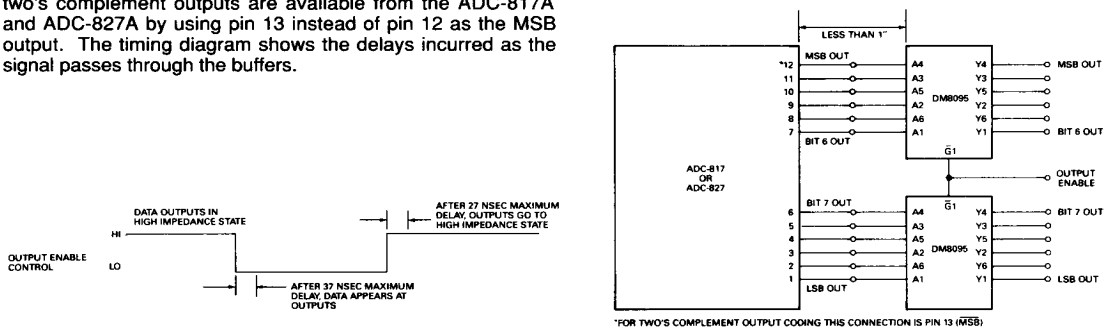 two's complement outputs are available from the ADC-817A
and ADC-827A by using pin 13 instead of pin 12 as the MSB
output. The timing diagram shows the delays incurred as the
signal passes through the buffers.
DATA OUTPUTS IN
HIGH IMPEDANCE STATE
AFTER 27 NSEC MAXIMUM
DELAY, OUTPUTS GO TO
HIGH IMPEDANCE STATE
HI
OUTPUT ENABLE
CONTROL
LO
AFTER 37 NSEC MAXIMUM
DELAY, DATA APPEARS AT
OUTPUTS
LESS THAN 1"
MSB OUT
*12 A4 Y4 MSB OUT
11 A3 Y3
10 A5 Y5
DM8095
9 A2 Y2
8 A6 Y6
7 A1 Y1 BIT 6 OUT
BIT 6 OUT
G̅1
ADC-817
OR
ADC-827
OUTPUT
ENABLE
G̅1
BIT 7 OUT
6 A4 Y4 BIT 7 OUT
5 A3 Y3
4 A5 Y5
DM8095
3 A2 Y2
2 A6 Y6
1 A1 Y1 LSB OUT
LSB OUT
*FOR TWO'S COMPLEMENT OUTPUT CODING THIS CONNECTION IS PIN 13 (M̅S̅B̅)